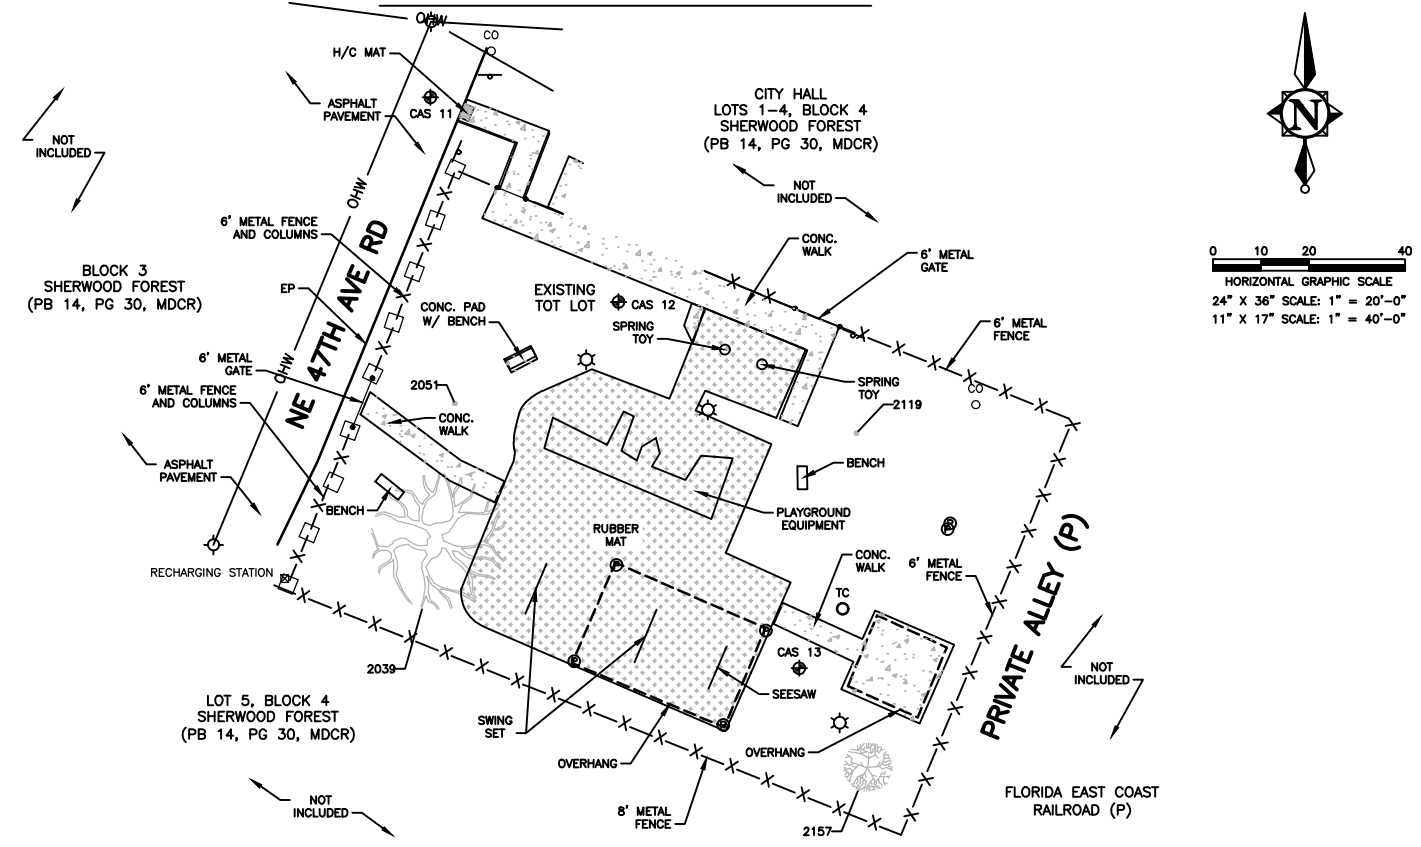 OHW
CO
H/C MAT
ASPHALT
PAVEMENT
CAS 11
NOT
INCLUDED
CITY HALL
LOTS 1-4, BLOCK 4
SHERWOOD FOREST
(PB 14, PG 30, MDCR)
NOT
INCLUDED
N
OHW
6' METAL FENCE
AND COLUMNS
NE 47TH AVE RD
CONC.
WALK
6' METAL
GATE
0 10 20 40
HORIZONTAL GRAPHIC SCALE
24" X 36" SCALE: 1" = 20'-0"
11" X 17" SCALE: 1" = 40'-0"
BLOCK 3
SHERWOOD FOREST
(PB 14, PG 30, MDCR)
EP
EXISTING
TOT LOT
CAS 12
CONC. PAD
W/ BENCH
SPRING
TOY
6' METAL
FENCE
6' METAL
GATE
OHW
2051
SPRING
TOY
CO
6' METAL FENCE
AND COLUMNS
CONC.
WALK
2119
ASPHALT
PAVEMENT
BENCH
BENCH
PLAYGROUND
EQUIPMENT
RUBBER
MAT
CONC.
WALK
6' METAL
FENCE
PRIVATE ALLEY (P)
RECHARGING STATION
TC
2039
CAS 13
SEESAW
NOT
INCLUDED
LOT 5, BLOCK 4
SHERWOOD FOREST
(PB 14, PG 30, MDCR)
SWING
SET
OVERHANG
OVERHANG
NOT
INCLUDED
8' METAL
FENCE
2157
FLORIDA EAST COAST
RAILROAD (P)